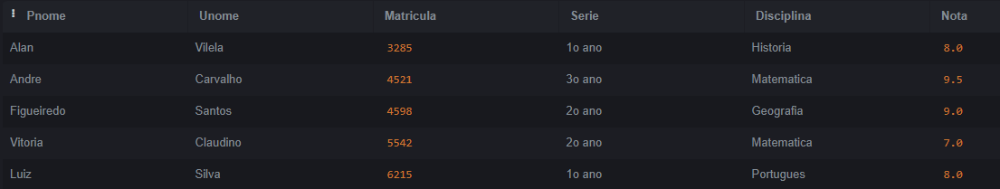 Pnome Unome Matricula Serie Disciplina Nota
Alan Vilela 3285 1o ano Historia 8.0
Andre Carvalho 4521 3o ano Matematica 9.5
Figueiredo Santos 4598 2o ano Geografia 9.0
Vitoria Claudino 5542 2o ano Matematica 7.0
Luiz Silva 6215 1o ano Portugues 8.0